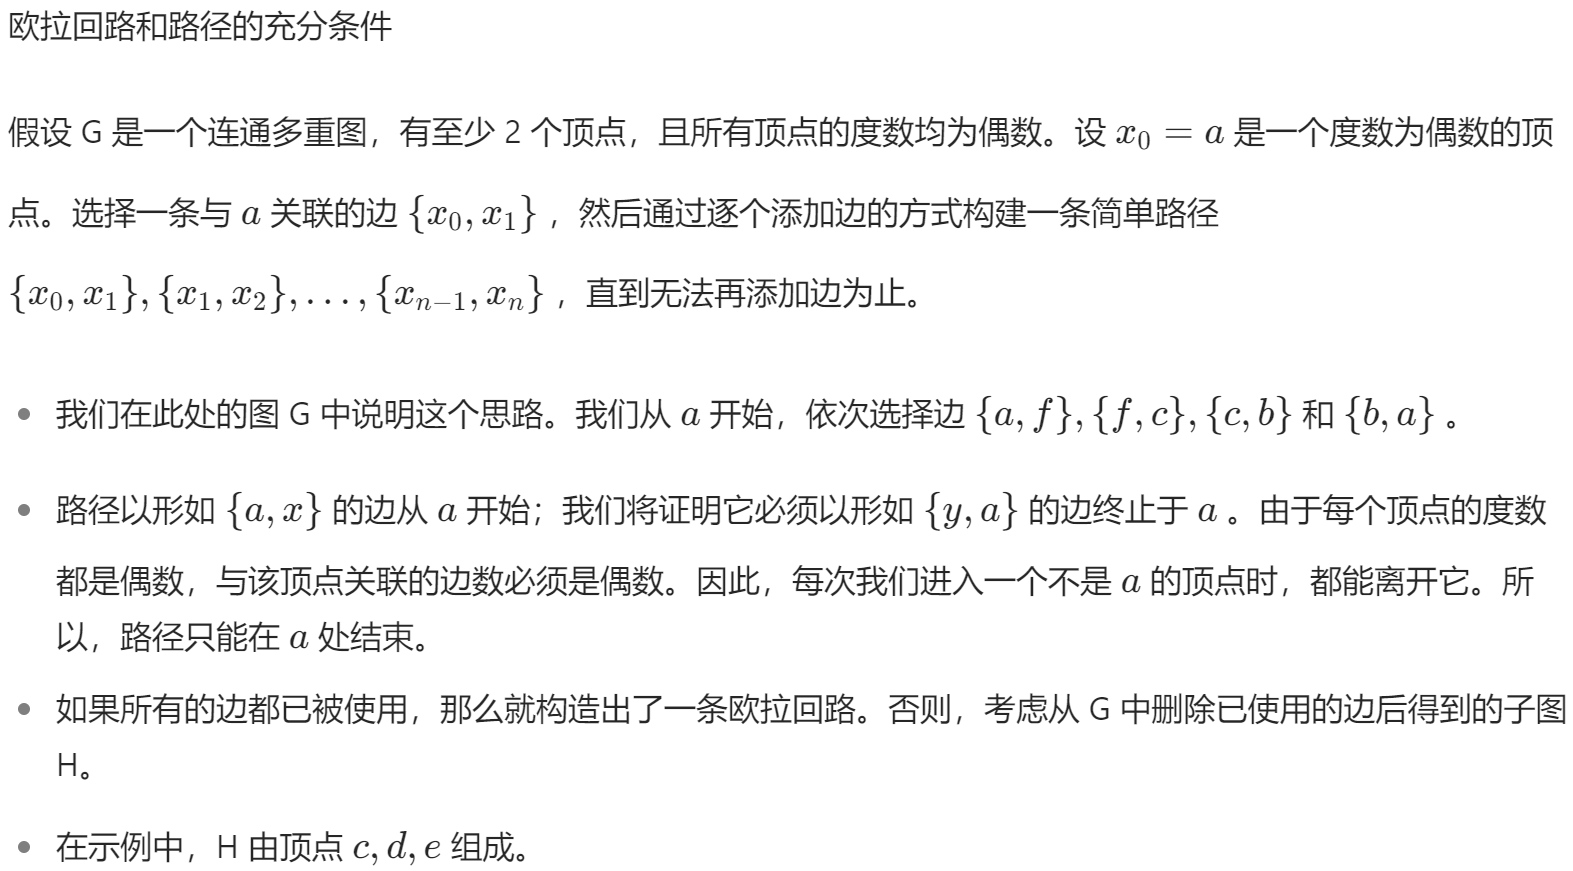 欧拉回路和路径的充分条件
假设 G 是一个连通多重图，有至少 2 个顶点，且所有顶点的度数均为偶数。设 $x_0 = a$ 是一个度数为偶数的顶
点。选择一条与 $a$ 关联的边 $\{x_0, x_1\}$ ，然后通过逐个添加边的方式构建一条简单路径
$\{x_0, x_1\}, \{x_1, x_2\}, \ldots, \{x_{n-1}, x_n\}$ ，直到无法再添加边为止。
• 我们在此处的图 G 中说明这个思路。我们从 $a$ 开始，依次选择边 $\{a, f\}, \{f, c\}, \{c, b\}$ 和 $\{b, a\}$ 。
• 路径以形如 $\{a, x\}$ 的边从 $a$ 开始；我们将证明它必须以形如 $\{y, a\}$ 的边终止于 $a$ 。由于每个顶点的度数
都是偶数，与该顶点关联的边数必须是偶数。因此，每次我们进入一个不是 $a$ 的顶点时，都能离开它。所
以，路径只能在 $a$ 处结束。
• 如果所有的边都已被使用，那么就构造出了一条欧拉回路。否则，考虑从 G 中删除已使用的边后得到的子图
H。
• 在示例中，H 由顶点 $c, d, e$ 组成。